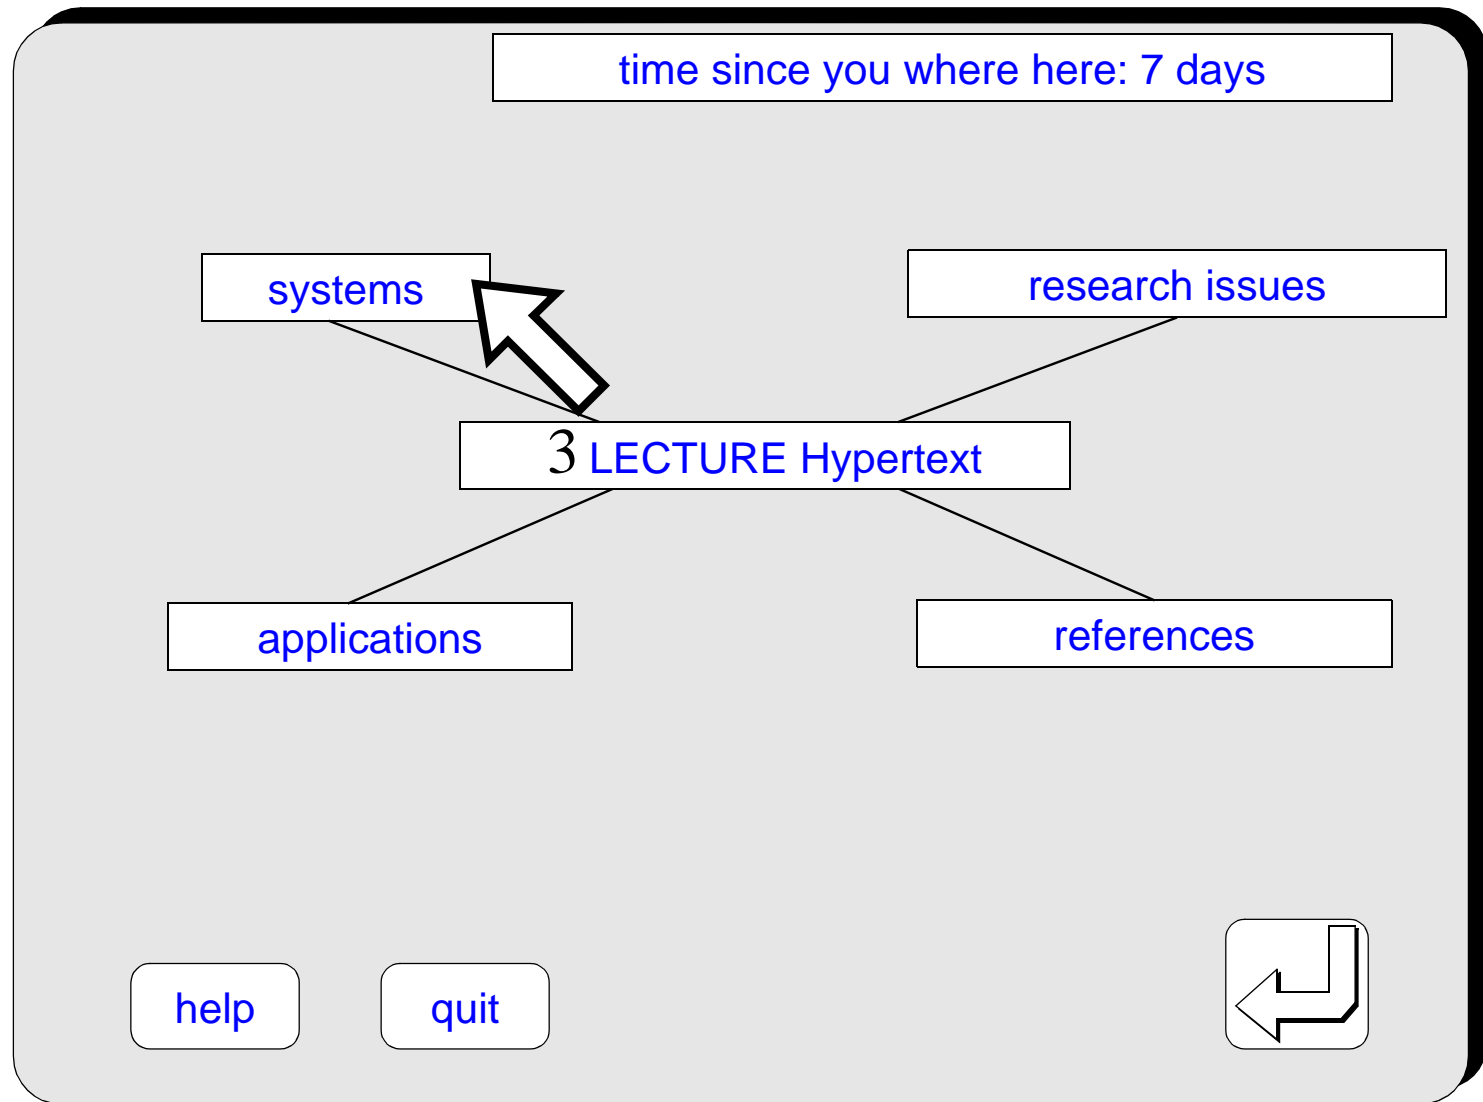 time since you where here: 7 days
systems
research issues
3 LECTURE Hypertext
applications
references
help
quit